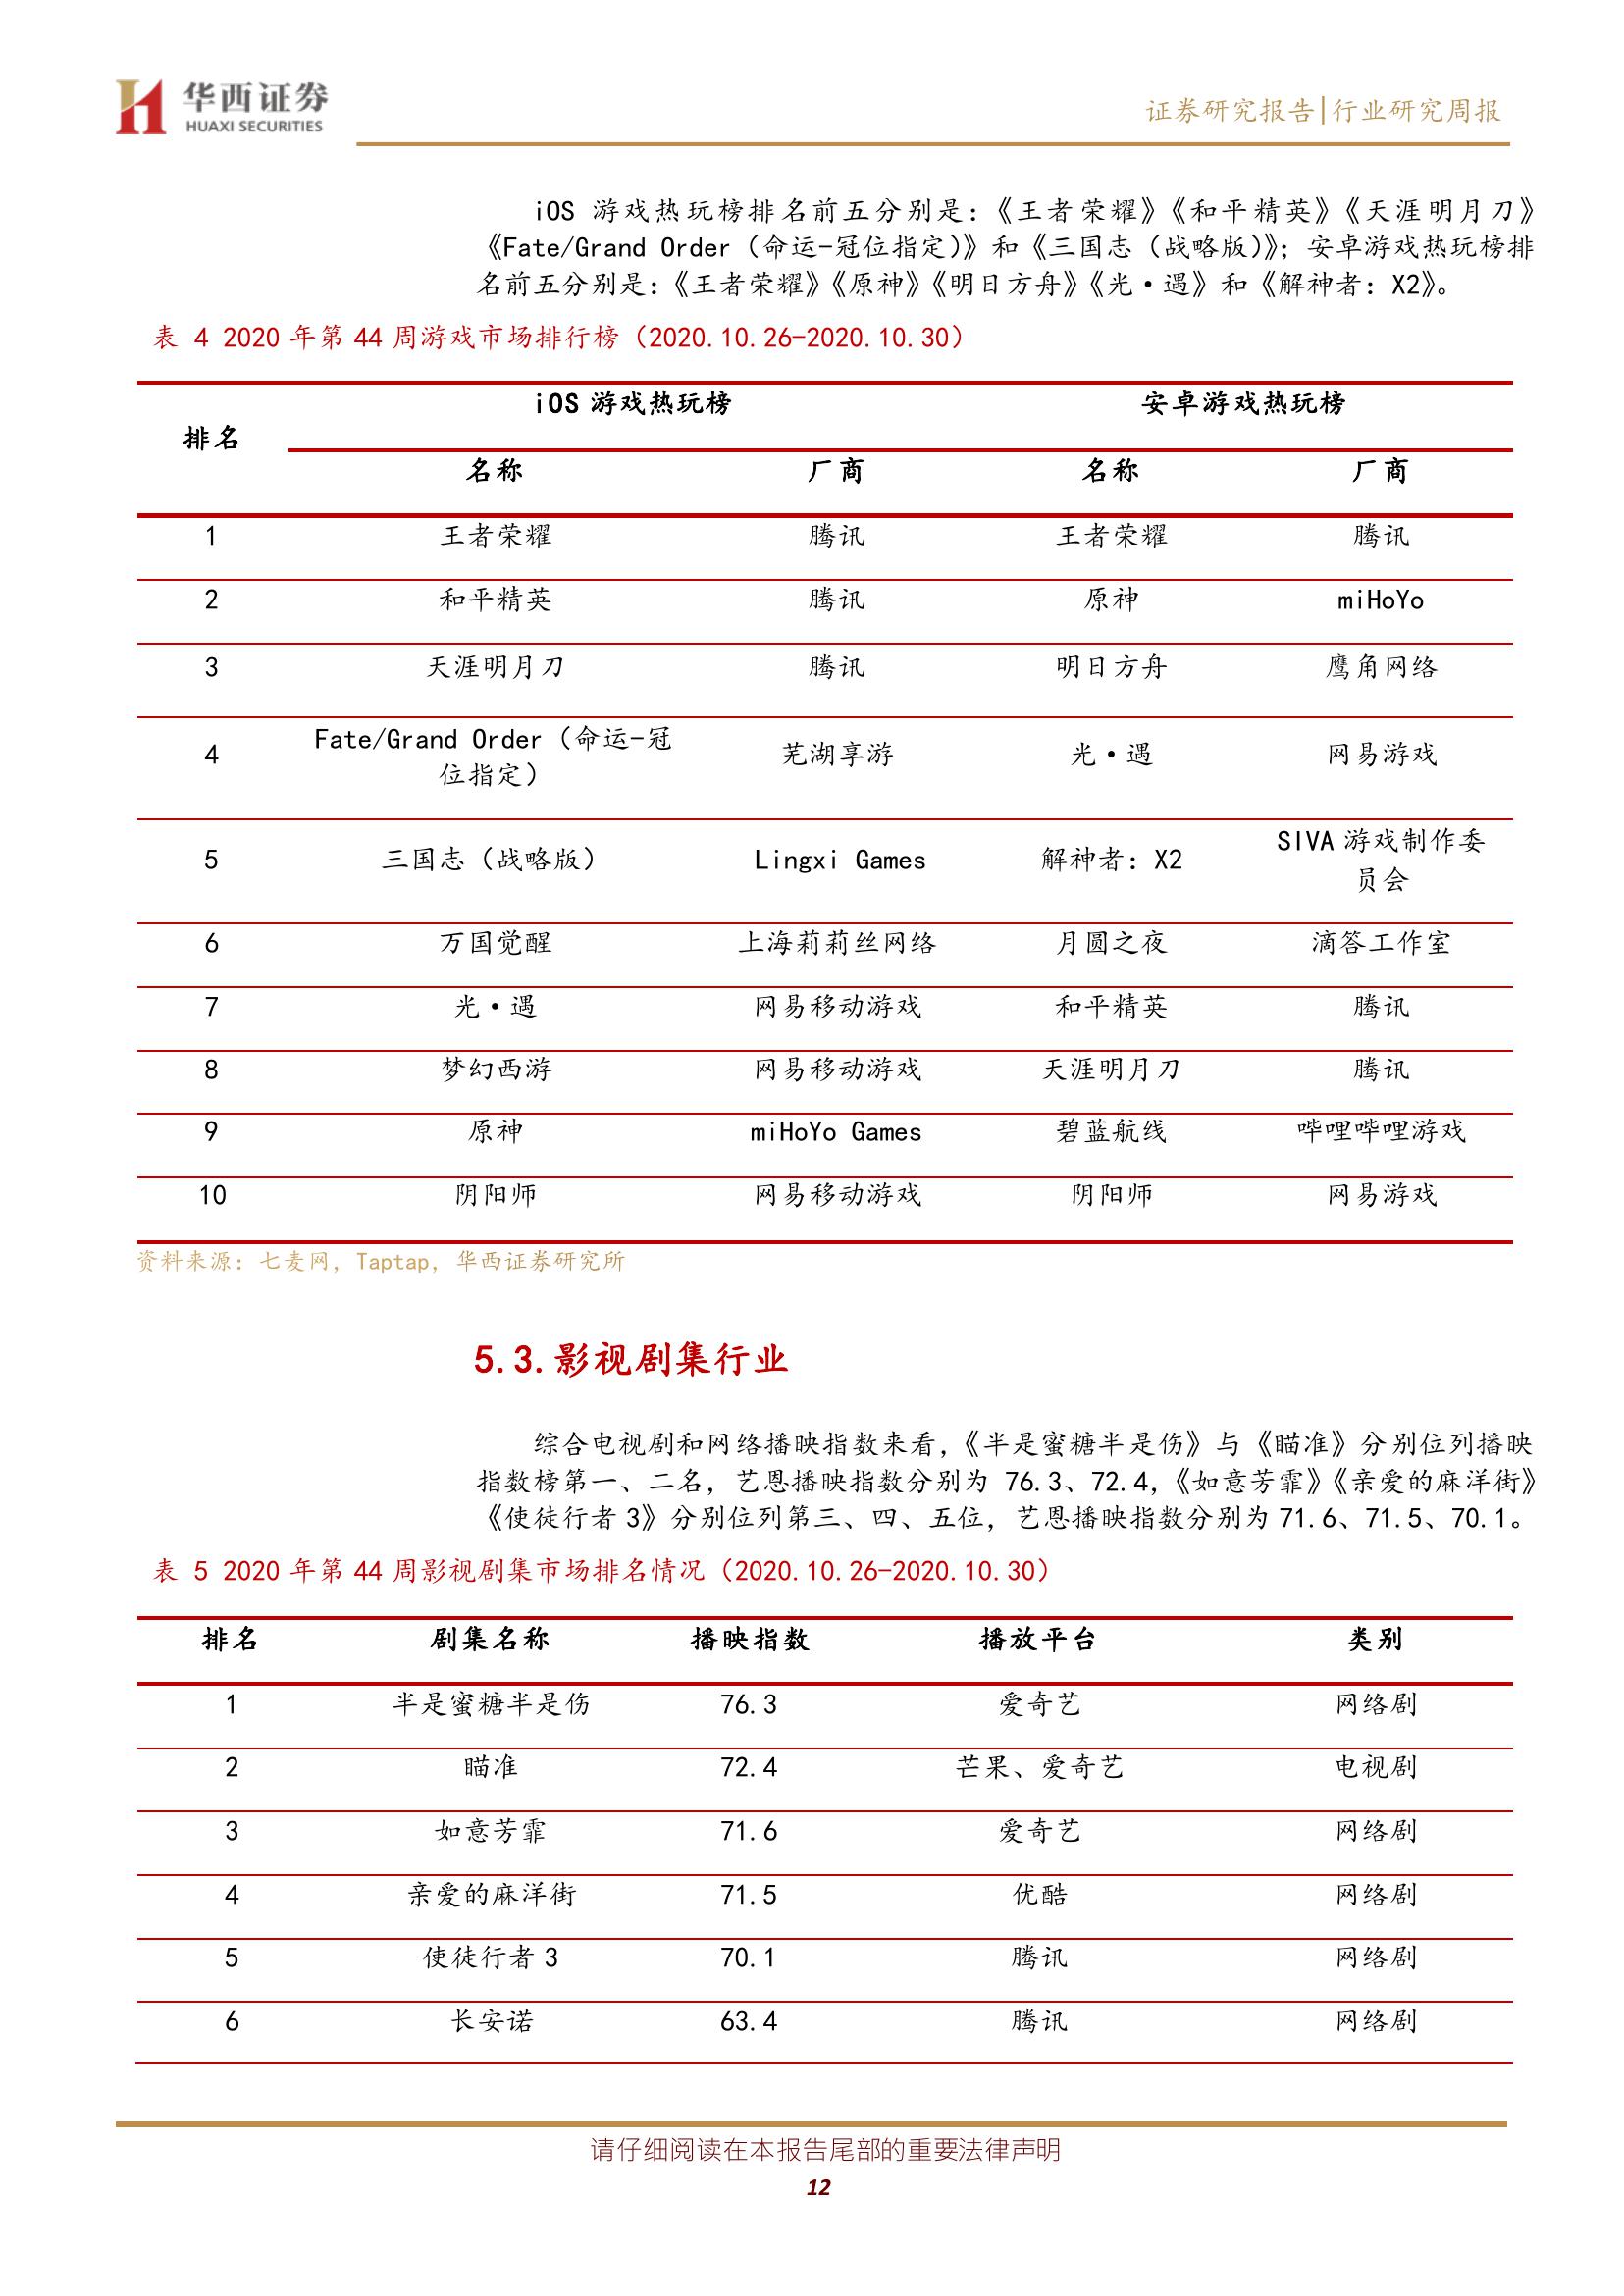 华西证券
HUAXI SECURITIES
证券研究报告|行业研究周报
iOS 游戏热玩榜排名前五分别是：《王者荣耀》《和平精英》《天涯明月刀》
《Fate/Grand Order（命运-冠位指定）》和《三国志（战略版）》；安卓游戏热玩榜排
名前五分别是：《王者荣耀》《原神》《明日方舟》《光·遇》和《解神者：X2》。
表 4 2020 年第 44 周游戏市场排行榜（2020.10.26-2020.10.30）
排名 iOS 游戏热玩榜 安卓游戏热玩榜
名称 厂商 名称 厂商
1 王者荣耀 腾讯 王者荣耀 腾讯
2 和平精英 腾讯 原神 miHoYo
3 天涯明月刀 腾讯 明日方舟 鹰角网络
4 Fate/Grand Order（命运-冠
位指定） 芜湖享游 光·遇 网易游戏
5 三国志（战略版） Lingxi Games 解神者：X2 SIVA 游戏制作委
员会
6 万国觉醒 上海莉莉丝网络 月圆之夜 滴答工作室
7 光·遇 网易移动游戏 和平精英 腾讯
8 梦幻西游 网易移动游戏 天涯明月刀 腾讯
9 原神 miHoYo Games 碧蓝航线 哔哩哔哩游戏
10 阴阳师 网易移动游戏 阴阳师 网易游戏
资料来源：七麦网，Taptap，华西证券研究所
5.3.影视剧集行业
综合电视剧和网络播映指数来看，《半是蜜糖半是伤》与《瞄准》分别位列播映
指数榜第一、二名，艺恩播映指数分别为 76.3、72.4，《如意芳霏》《亲爱的麻洋街》
《使徒行者 3》分别位列第三、四、五位，艺恩播映指数分别为 71.6、71.5、70.1。
表 5 2020 年第 44 周影视剧集市场排名情况（2020.10.26-2020.10.30）
排名 剧集名称 播映指数 播放平台 类别
1 半是蜜糖半是伤 76.3 爱奇艺 网络剧
2 瞄准 72.4 芒果、爱奇艺 电视剧
3 如意芳霏 71.6 爱奇艺 网络剧
4 亲爱的麻洋街 71.5 优酷 网络剧
5 使徒行者 3 70.1 腾讯 网络剧
6 长安诺 63.4 腾讯 网络剧
请仔细阅读在本报告尾部的重要法律声明
12